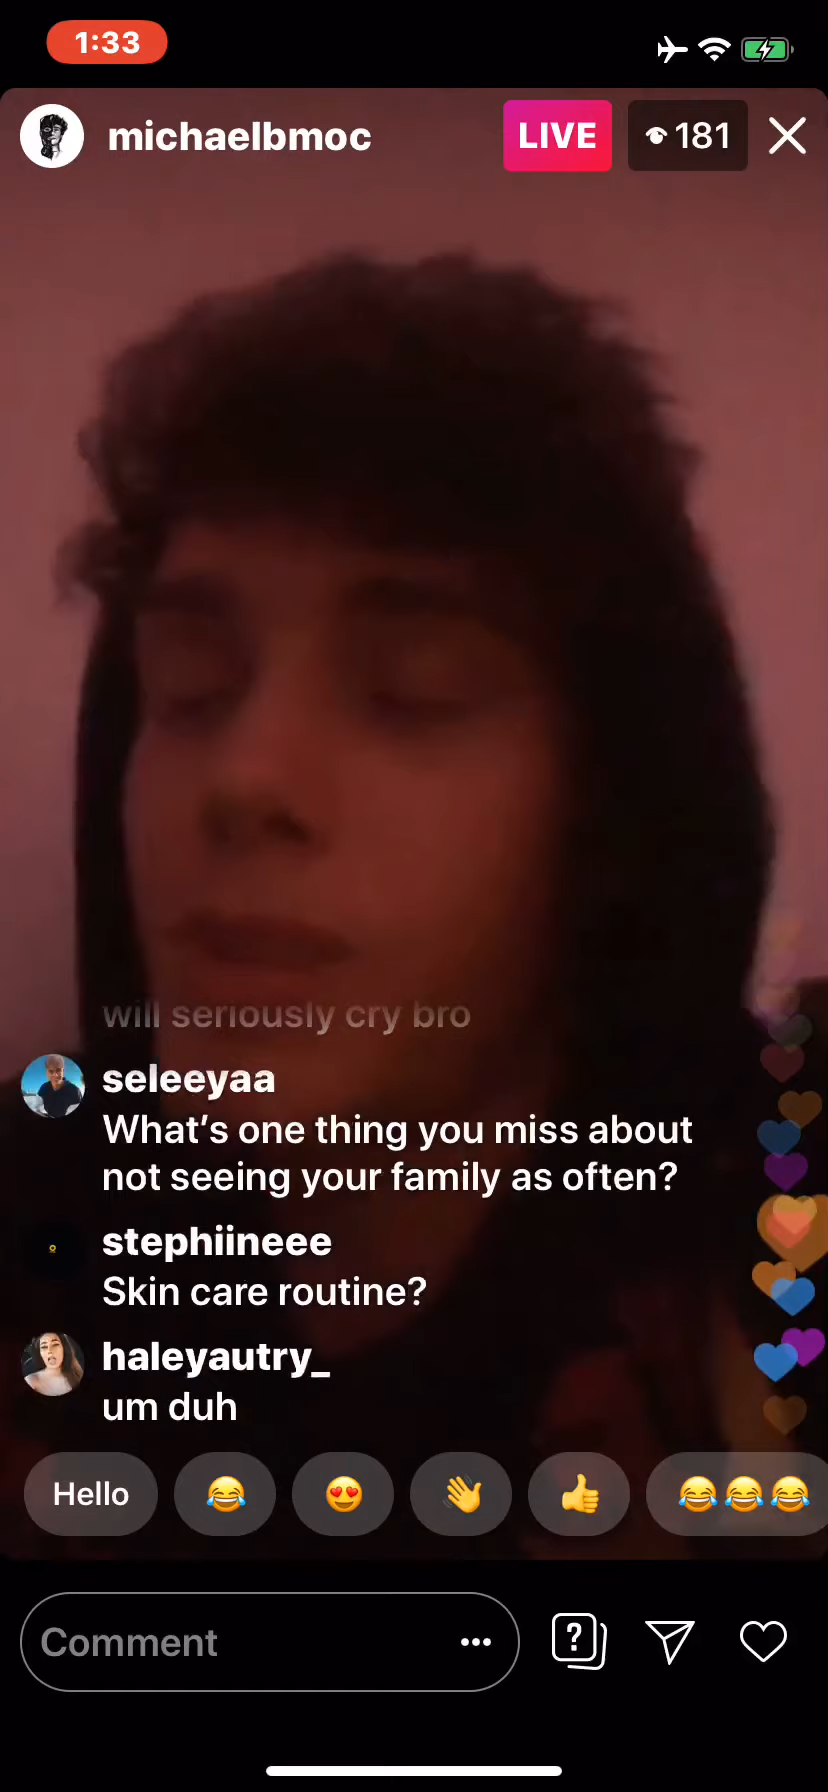 1:33
michaelbmoc
LIVE
181
will seriously cry bro
seleeyaa
What's one thing you miss about
not seeing your family as often?
stephiineee
Skin care routine?
haleyautry_
um duh
Hello 😂 😍 👋 👍 😂😂😂
Comment